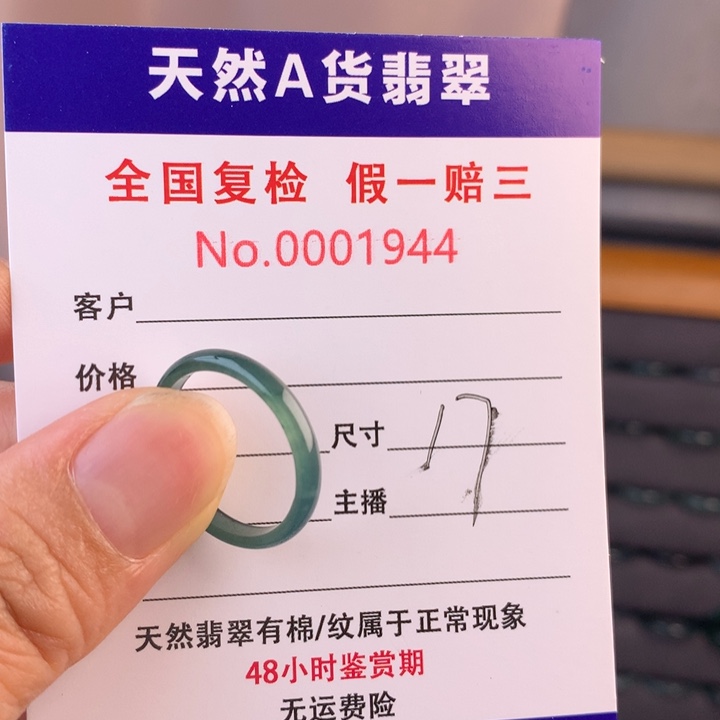 天然A货翡翠
全国复检 假一赔三
No.0001944
客户
价格
尺寸 17
主播
天然翡翠有棉/纹属于正常现象
48小时鉴赏期
无运费险